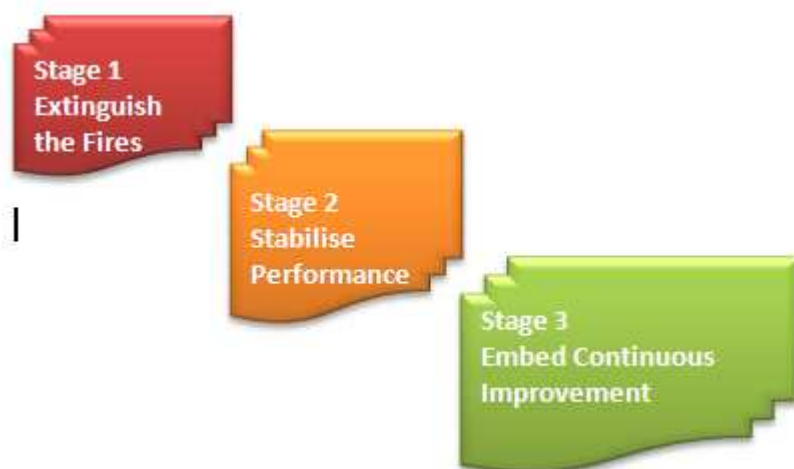 Stage 1
Extinguish
the Fires
Stage 2
Stabilise
Performance
Stage 3
Embed Continuous
Improvement